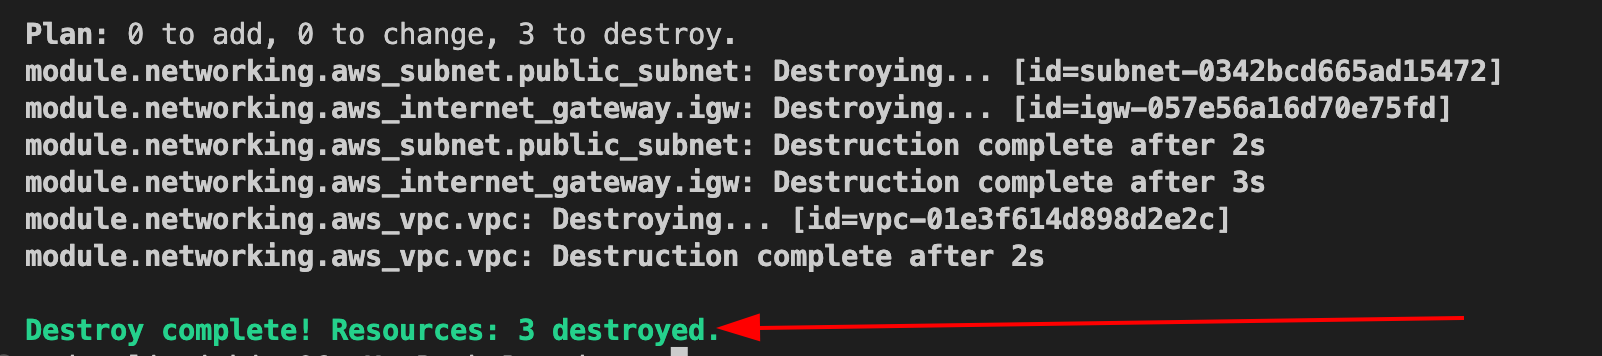 Plan: 0 to add, 0 to change, 3 to destroy.
module.networking.aws_subnet.public_subnet: Destroying... [id=subnet-0342bcd665ad15472]
module.networking.aws_internet_gateway.igw: Destroying... [id=igw-057e56a16d70e75fd]
module.networking.aws_subnet.public_subnet: Destruction complete after 2s
module.networking.aws_internet_gateway.igw: Destruction complete after 3s
module.networking.aws_vpc.vpc: Destroying... [id=vpc-01e3f614d898d2e2c]
module.networking.aws_vpc.vpc: Destruction complete after 2s
Destroy complete! Resources: 3 destroyed.